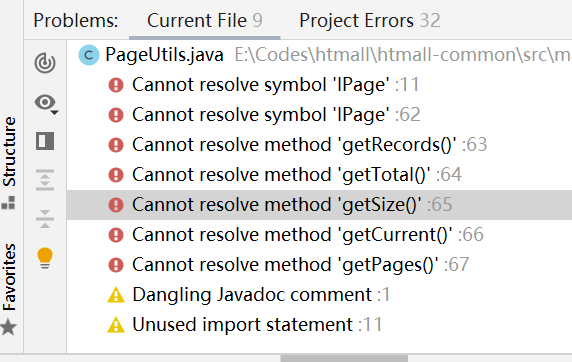 Problems: Current File 9 Project Errors 32
PageUtils.java E:\Codes\htmall\htmall-common\src\m
Cannot resolve symbol 'IPage' :11
Cannot resolve symbol 'IPage' :62
Cannot resolve method 'getRecords()' :63
Cannot resolve method 'getTotal()' :64
Cannot resolve method 'getSize()' :65
Cannot resolve method 'getCurrent()' :66
Cannot resolve method 'getPages()' :67
Dangling Javadoc comment :1
Unused import statement :11
Structure
Favorites